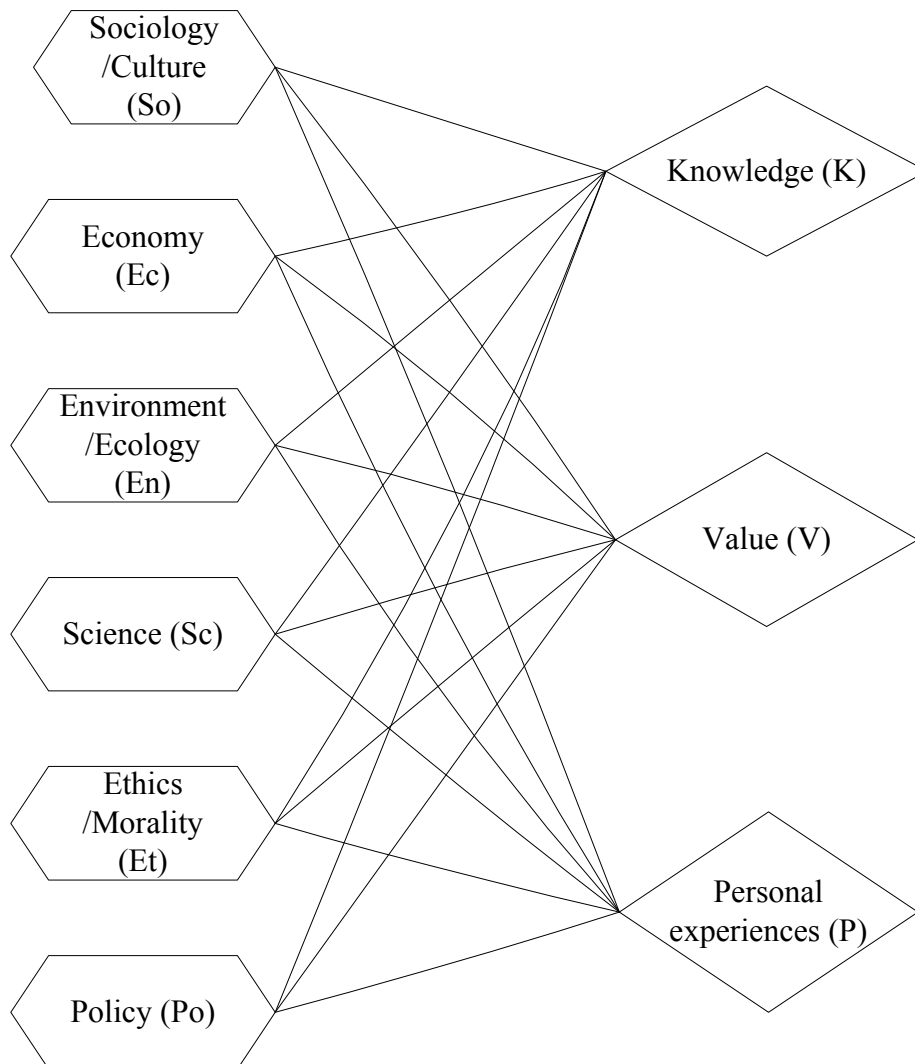 Sociology
/Culture
(So)
Economy
(Ec)
Environment
/Ecology
(En)
Science (Sc)
Ethics
/Morality
(Et)
Policy (Po)
Knowledge (K)
Value (V)
Personal
experiences (P)